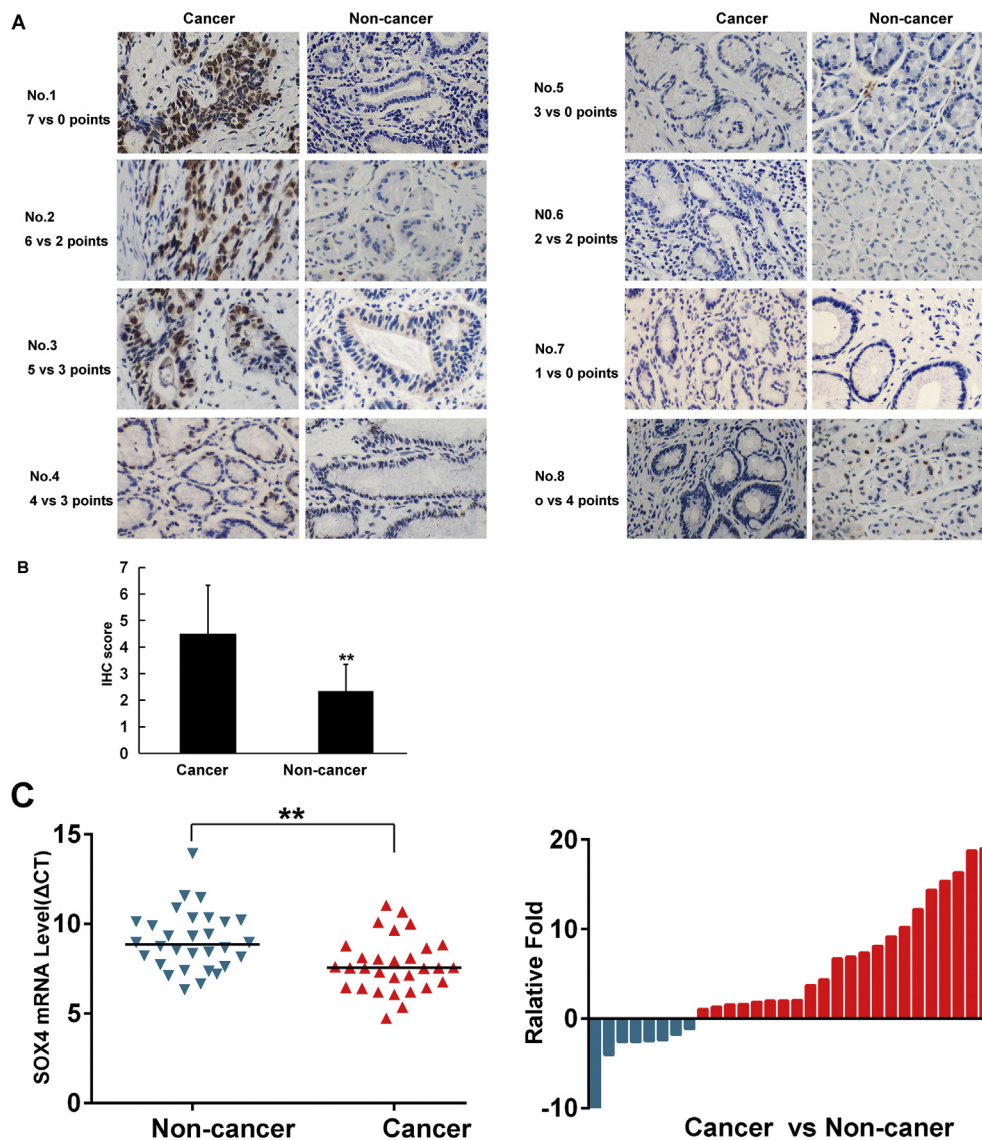 A
Cancer Non-cancer
No.1
7 vs 0 points
No.2
6 vs 2 points
No.3
5 vs 3 points
No.4
4 vs 3 points
Cancer Non-cancer
No.5
3 vs 0 points
N0.6
2 vs 2 points
No.7
1 vs 0 points
No.8
o vs 4 points
B
IHC score
7
6
5
4
3
2
1
0
**
Cancer Non-cancer
C
SOX4 mRNA Level(ΔCT)
15
10
5
0
**
Non-cancer Cancer
Ralative Fold
20
10
0
-10
Cancer vs Non-caner